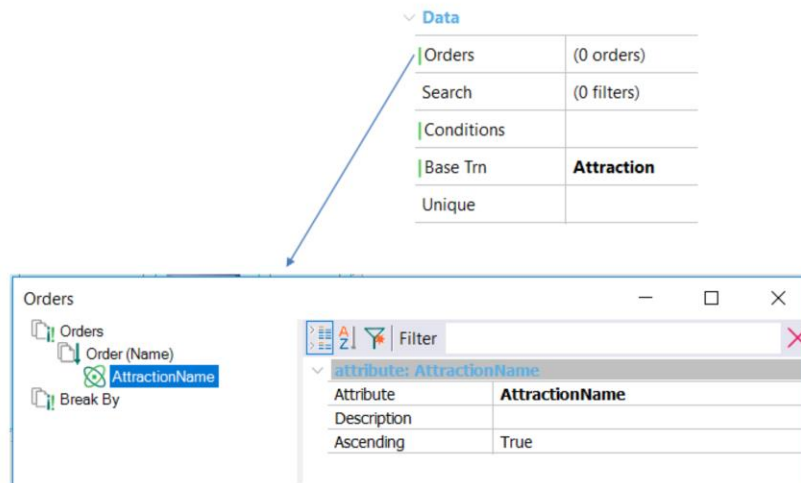 Data
Orders (0 orders)
Search (0 filters)
Conditions
Base Trn Attraction
Unique
Orders
Orders
Order (Name)
AttractionName
Break By
Filter
attribute: AttractionName
Attribute AttractionName
Description
Ascending True